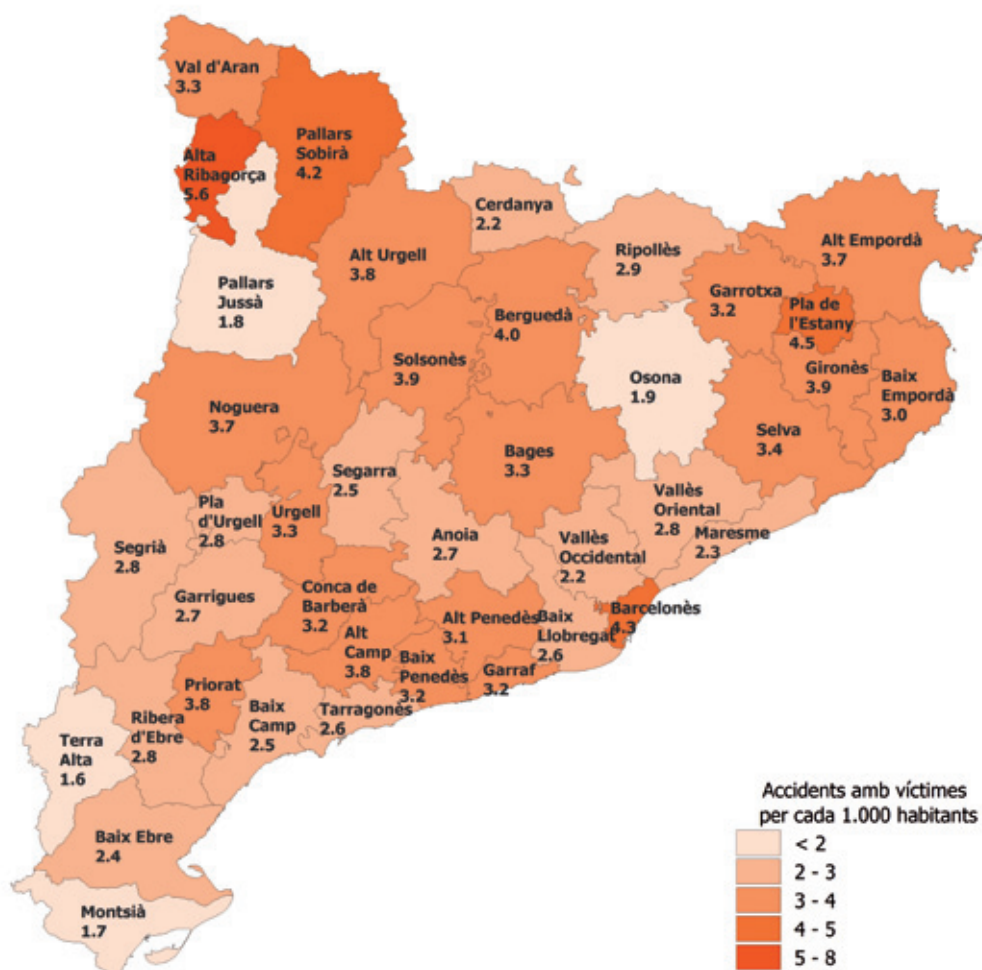 Val d'Aran
3.3
Pallars
Sobirà
4.2
Alta
Ribagorça
5.6
Cerdanya
2.2
Alt Empordà
3.7
Ripollès
2.9
Alt Urgell
3.8
Garrotxa
3.2
Pla de
l'Estany
4.5
Pallars
Jussà
1.8
Berguedà
4.0
Solsonès
3.9
Gironès
3.9
Baix
Empordà
3.0
Osona
1.9
Noguera
3.7
Selva
3.4
Bages
3.3
Segarra
2.5
Vallès
Oriental
2.8
Pla
d'Urgell
2.8
Urgell
3.3
Anoia
2.7
Vallès
Occidental
2.2
Maresme
2.3
Segrià
2.8
Garrigues
2.7
Conca de
Barberà
3.2
Alt Penedès
3.1
Baix
Llobregat
2.6
Barcelonès
4.3
Alt
Camp
3.8
Baix
Penedès
3.2
Garraf
3.2
Priorat
3.8
Baix
Camp
2.5
Tarragonès
2.6
Ribera
d'Ebre
2.8
Terra
Alta
1.6
Baix Ebre
2.4
Montsià
1.7
Accidents amb víctimes
per cada 1.000 habitants
< 2
2 - 3
3 - 4
4 - 5
5 - 8